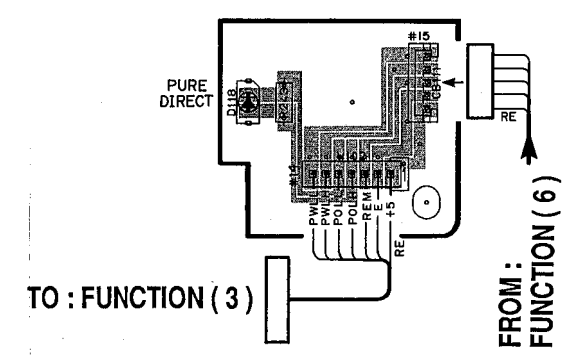 #15
PURE
DIRECT
D118
CB171
RE
#14
PWL
PWL
POL
POL
REM
E
+5
RE
TO : FUNCTION ( 3 )
FROM :
FUNCTION ( 6 )